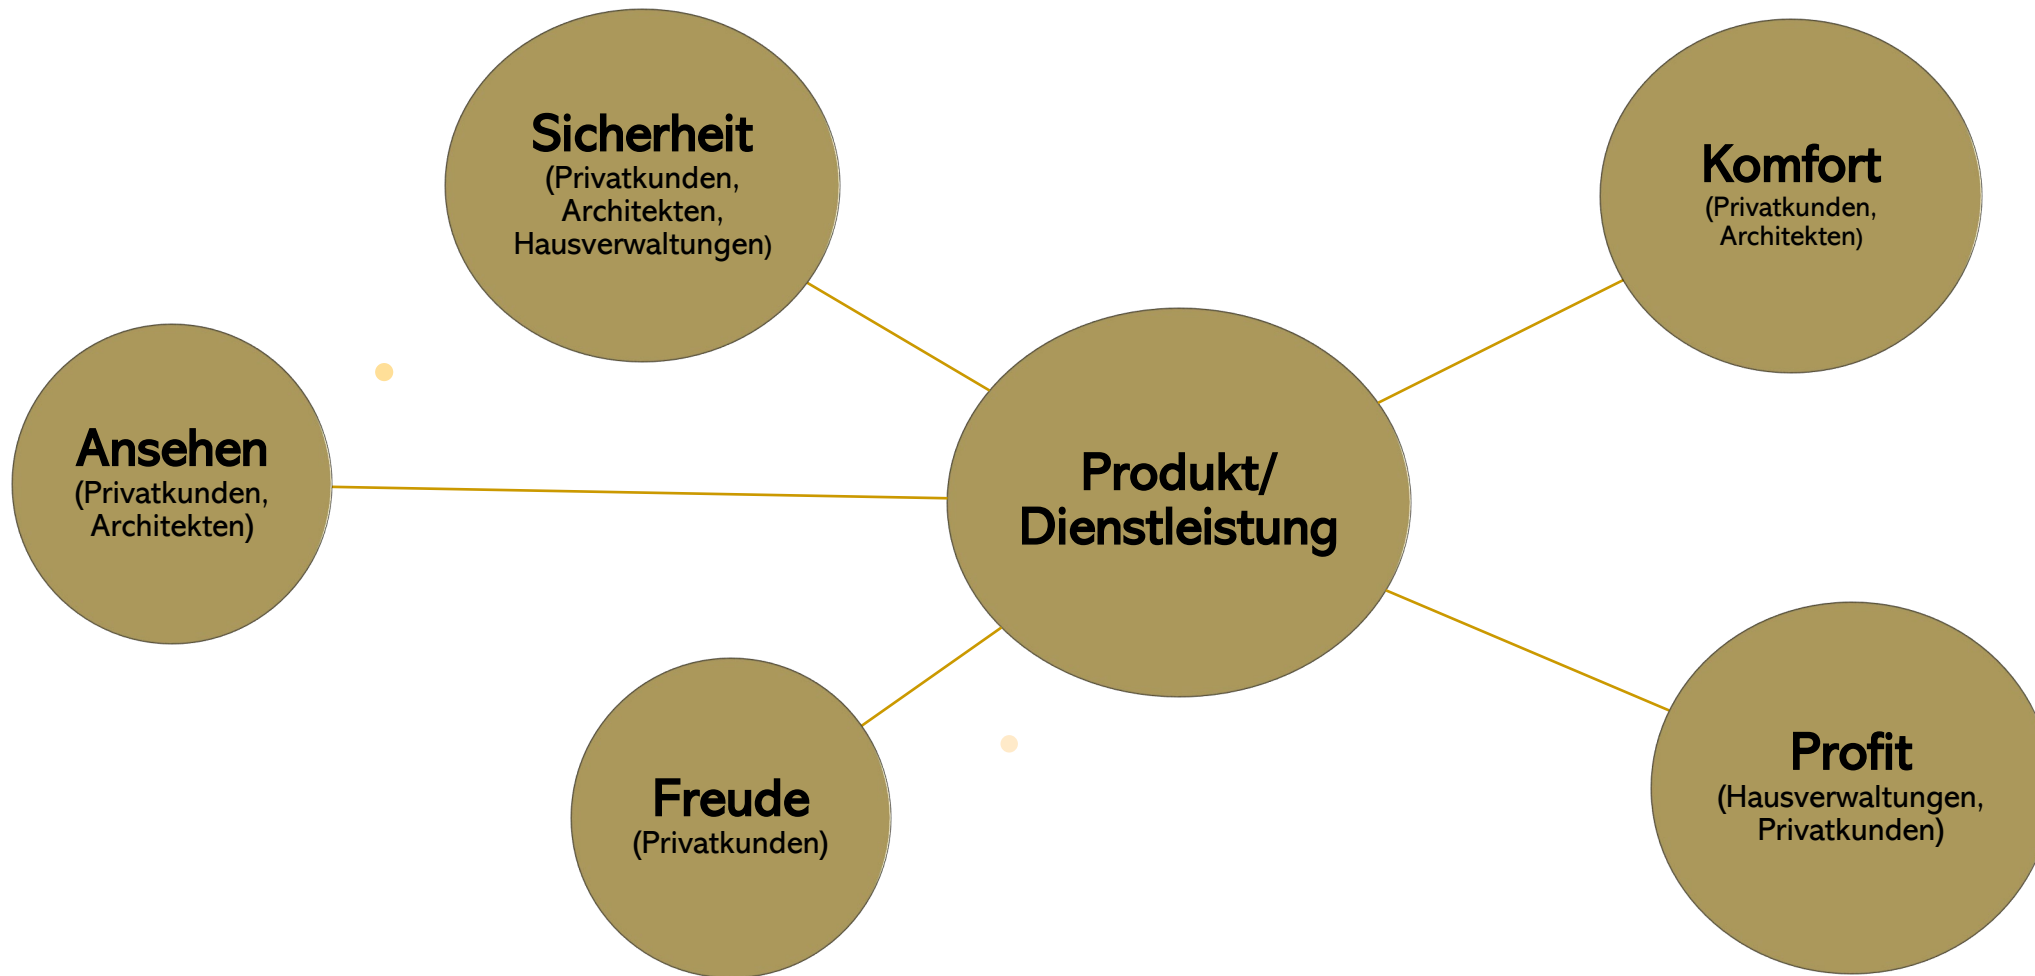 Sicherheit
(Privatkunden,
Architekten,
Hausverwaltungen)
Komfort
(Privatkunden,
Architekten)
Ansehen
(Privatkunden,
Architekten)
Produkt/
Dienstleistung
Freude
(Privatkunden)
Profit
(Hausverwaltungen,
Privatkunden)